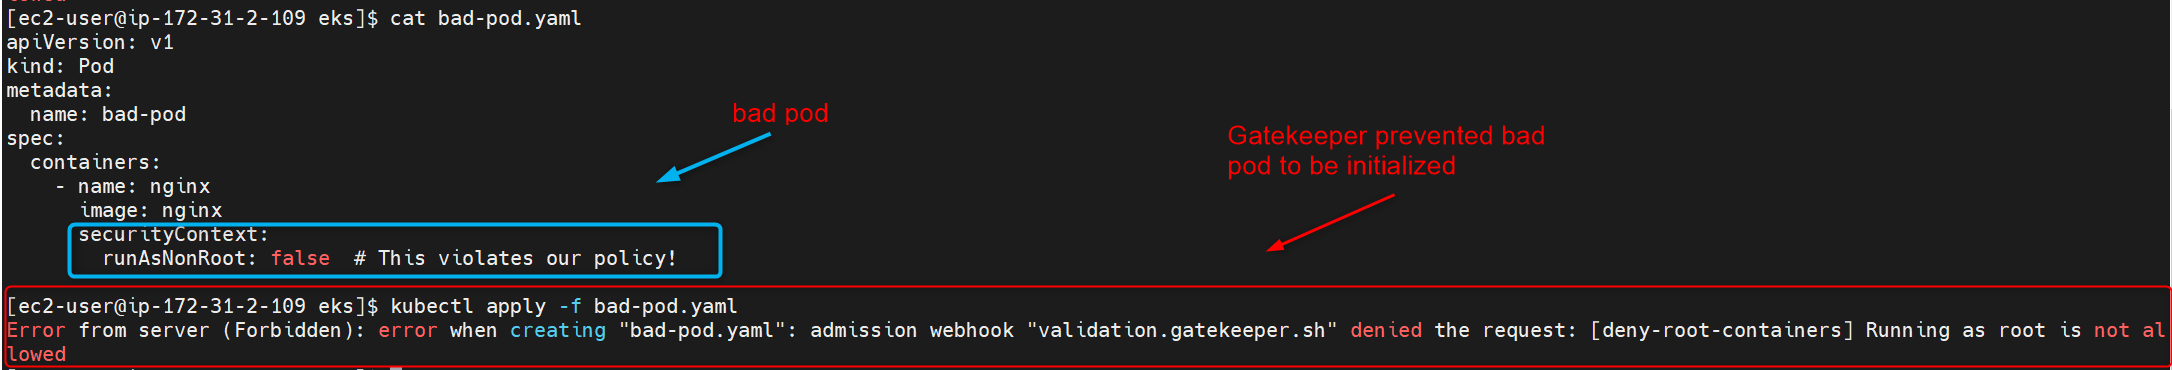 [ec2-user@ip-172-31-2-109 eks]$ cat bad-pod.yaml
apiVersion: v1
kind: Pod
metadata:
  name: bad-pod
spec:
  containers:
    - name: nginx
      image: nginx
      securityContext:
        runAsNonRoot: false  # This violates our policy!
bad pod
Gatekeeper prevented bad
pod to be initialized
[ec2-user@ip-172-31-2-109 eks]$ kubectl apply -f bad-pod.yaml
Error from server (Forbidden): error when creating "bad-pod.yaml": admission webhook "validation.gatekeeper.sh" denied the request: [deny-root-containers] Running as root is not al
lowed